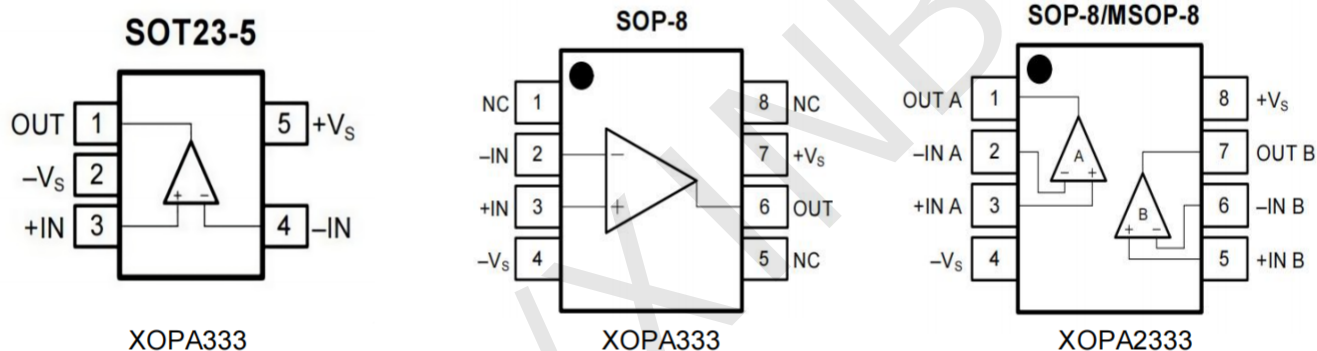 SOT23-5
OUT 1
–Vs 2
+IN 3
5 +Vs
4 –IN
+ –
XOPA333
SOP-8
NC 1
–IN 2
+IN 3
–Vs 4
8 NC
7 +Vs
6 OUT
5 NC
–
+
XOPA333
SOP-8/MSOP-8
OUT A 1
–IN A 2
+IN A 3
–Vs 4
8 +Vs
7 OUT B
6 –IN B
5 +IN B
A
– +
B
+ –
XOPA2333